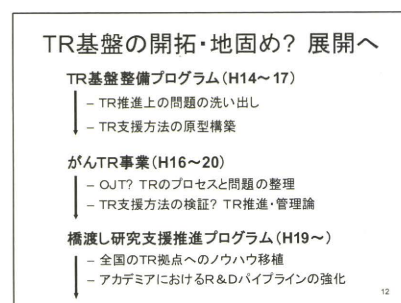 TR基盤の開拓・地固め? 展開へ
TR基盤整備プログラム(H14～17)
– TR推進上の問題の洗い出し
– TR支援方法の原型構築
がんTR事業(H16～20)
– OJT? TRのプロセスと問題の整理
– TR支援方法の検証? TR推進・管理論
橋渡し研究支援推進プログラム(H19～)
– 全国のTR拠点へのノウハウ移植
– アカデミアにおけるR&Dパイプラインの強化
12